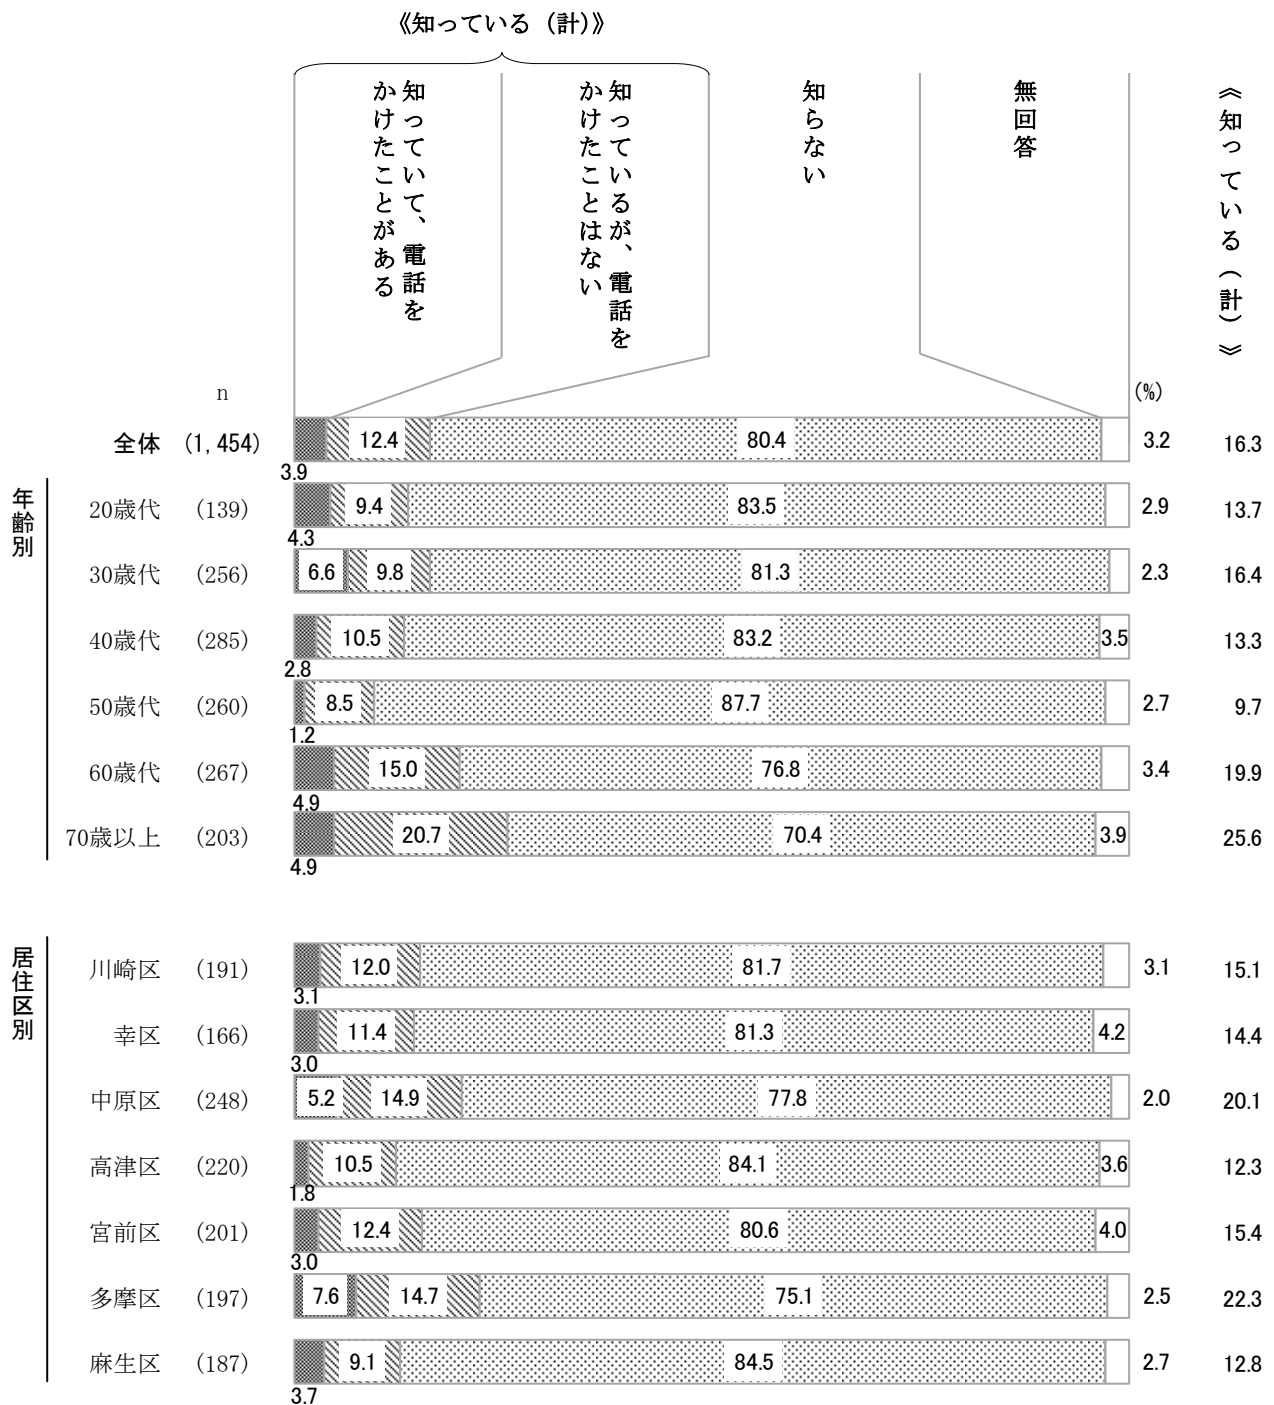 《知っている（計）》
知っていて、電話を
かけたことがある
知っているが、電話を
かけたことはない
知らない
無回答
《知っている（計）》
n
(%)
全体 (1,454) 3.9 12.4 80.4 3.2 16.3
年齢別
20歳代 (139) 4.3 9.4 83.5 2.9 13.7
30歳代 (256) 6.6 9.8 81.3 2.3 16.4
40歳代 (285) 2.8 10.5 83.2 3.5 13.3
50歳代 (260) 1.2 8.5 87.7 2.7 9.7
60歳代 (267) 4.9 15.0 76.8 3.4 19.9
70歳以上 (203) 4.9 20.7 70.4 3.9 25.6
居住区別
川崎区 (191) 3.1 12.0 81.7 3.1 15.1
幸区 (166) 3.0 11.4 81.3 4.2 14.4
中原区 (248) 5.2 14.9 77.8 2.0 20.1
高津区 (220) 1.8 10.5 84.1 3.6 12.3
宮前区 (201) 3.0 12.4 80.6 4.0 15.4
多摩区 (197) 7.6 14.7 75.1 2.5 22.3
麻生区 (187) 3.7 9.1 84.5 2.7 12.8